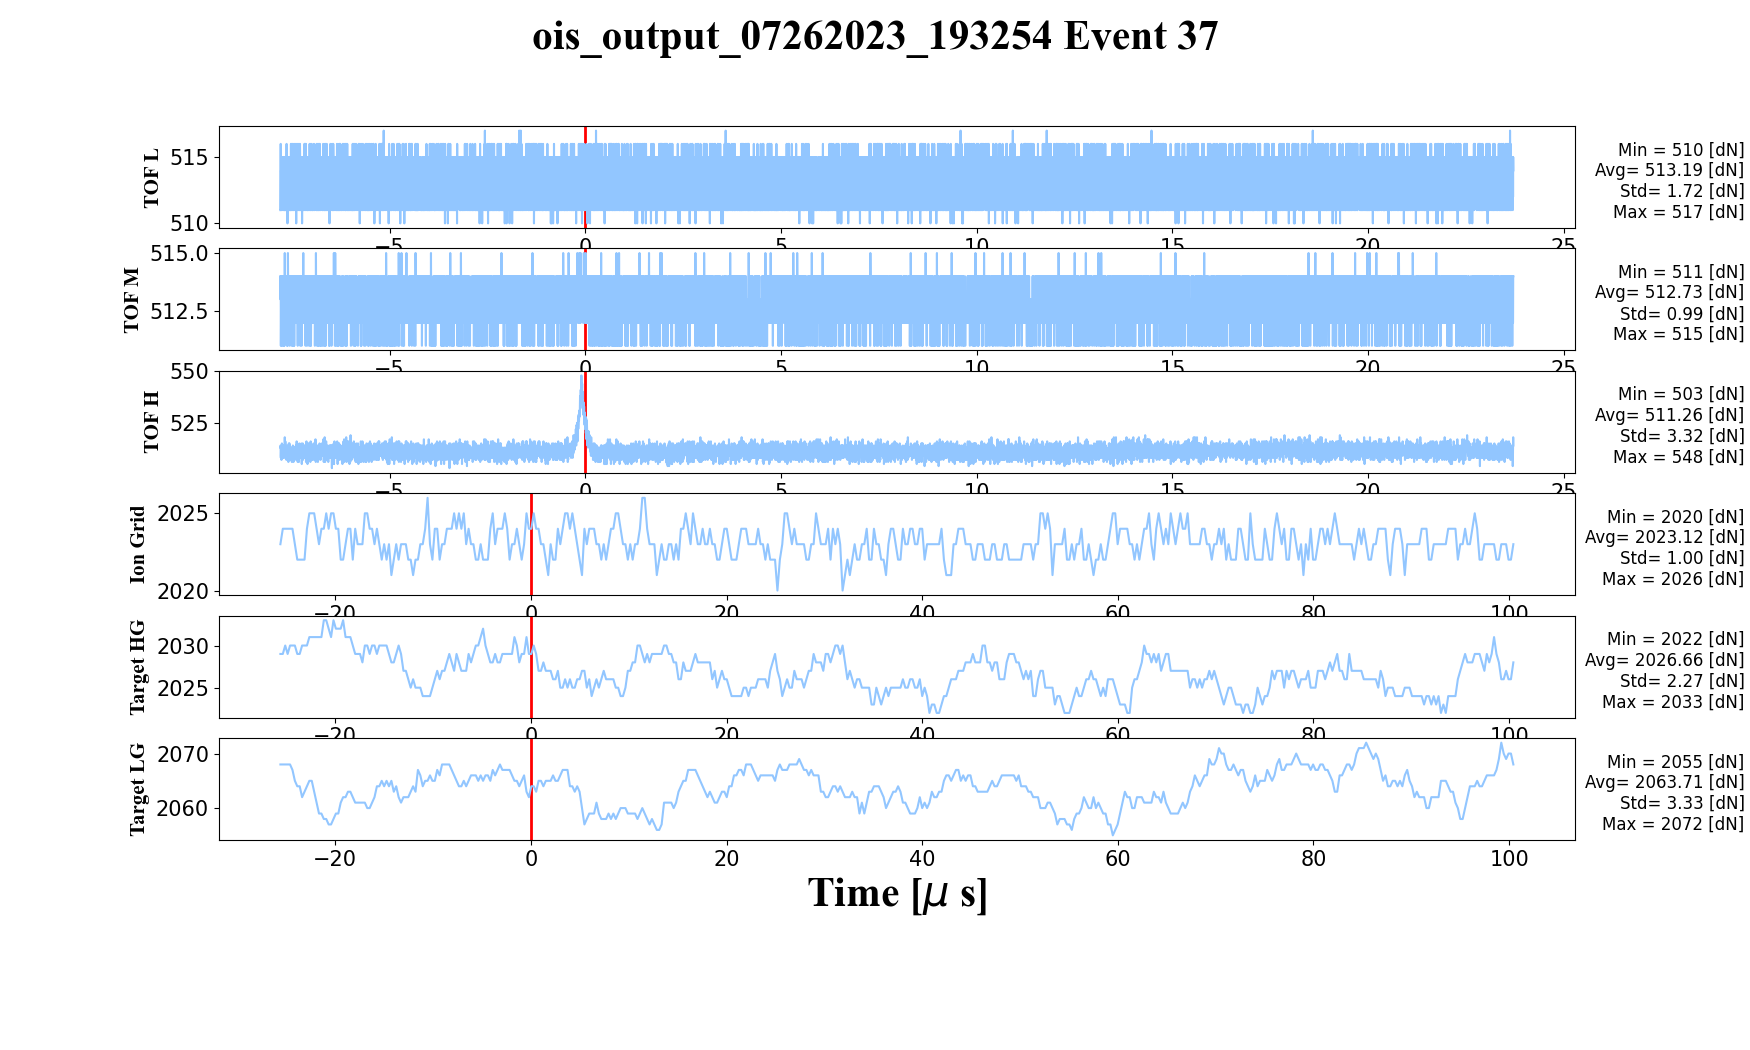 ois_output_07262023_193254 Event 37
TOF L
515
510
−5 0 5 10 15 20 25
Min = 510 [dN]
Avg= 513.19 [dN]
Std= 1.72 [dN]
Max = 517 [dN]
TOF M
515.0
512.5
−5 0 5 10 15 20 25
Min = 511 [dN]
Avg= 512.73 [dN]
Std= 0.99 [dN]
Max = 515 [dN]
TOF H
550
525
−5 0 5 10 15 20 25
Min = 503 [dN]
Avg= 511.26 [dN]
Std= 3.32 [dN]
Max = 548 [dN]
Ion Grid
2025
2020
−20 0 20 40 60 80 100
Min = 2020 [dN]
Avg= 2023.12 [dN]
Std= 1.00 [dN]
Max = 2026 [dN]
Target HG
2030
2025
−20 0 20 40 60 80 100
Min = 2022 [dN]
Avg= 2026.66 [dN]
Std= 2.27 [dN]
Max = 2033 [dN]
Target LG
2070
2060
−20 0 20 40 60 80 100
Min = 2055 [dN]
Avg= 2063.71 [dN]
Std= 3.33 [dN]
Max = 2072 [dN]
Time [μ s]